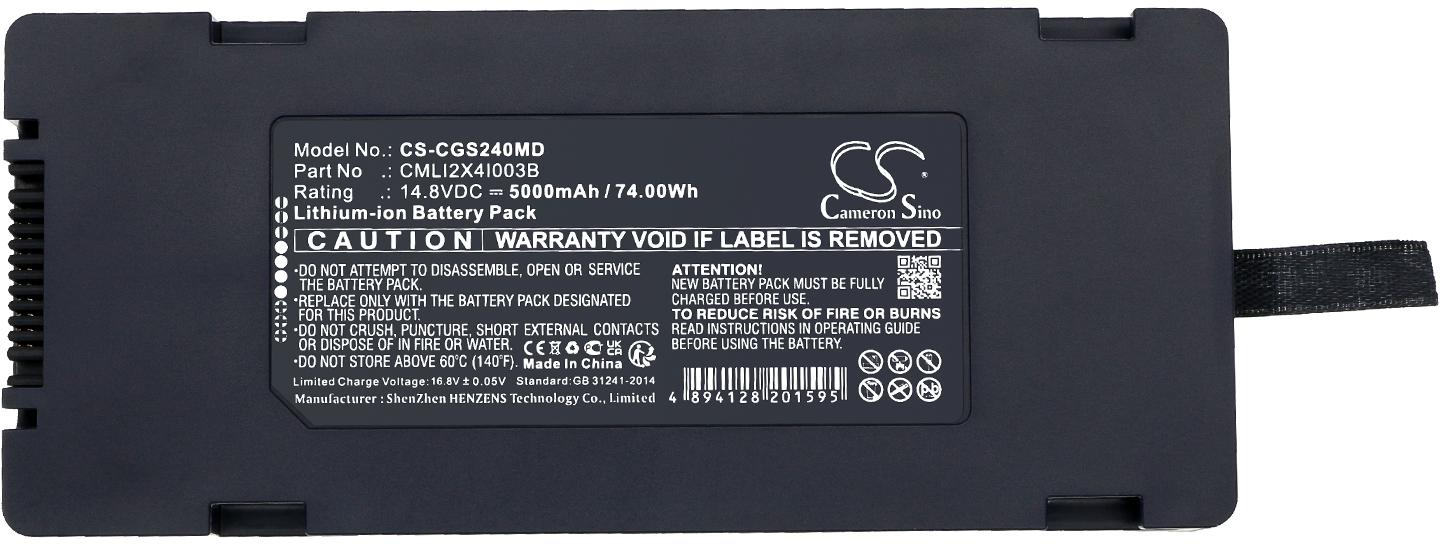 Model No.: CS-CGS240MD
Part No .: CMLI2X4I003B
Rating .: 14.8VDC ⎓ 5000mAh / 74.00Wh
Lithium-ion Battery Pack
CS
®
Cameron Sino
CAUTION WARRANTY VOID IF LABEL IS REMOVED
·DO NOT ATTEMPT TO DISASSEMBLE, OPEN OR SERVICE
THE BATTERY PACK.
·REPLACE ONLY WITH THE BATTERY PACK DESIGNATED
FOR THIS PRODUCT.
·DO NOT CRUSH, PUNCTURE, SHORT EXTERNAL CONTACTS
OR DISPOSE OF IN FIRE OR WATER.
·DO NOT STORE ABOVE 60°C (140°F).
CE
UK
CA
Made In China
Limited Charge Voltage:16.8V ± 0.05V Standard:GB 31241-2014
Manufacturer : ShenZhen HENZENS Technology Co., Limited
ATTENTION!
NEW BATTERY PACK MUST BE FULLY
CHARGED BEFORE USE.
TO REDUCE RISK OF FIRE OR BURNS
READ INSTRUCTIONS IN OPERATING GUIDE
BEFORE USING THE BATTERY.
4 894128 201595
Pb